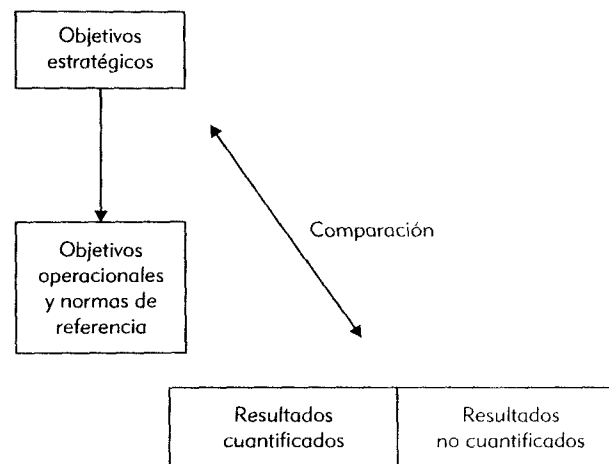 Objetivos
estratégicos
Comparación
Objetivos
operacionales
y normas de
referencia
Resultados
cuantificados
Resultados
no cuantificados